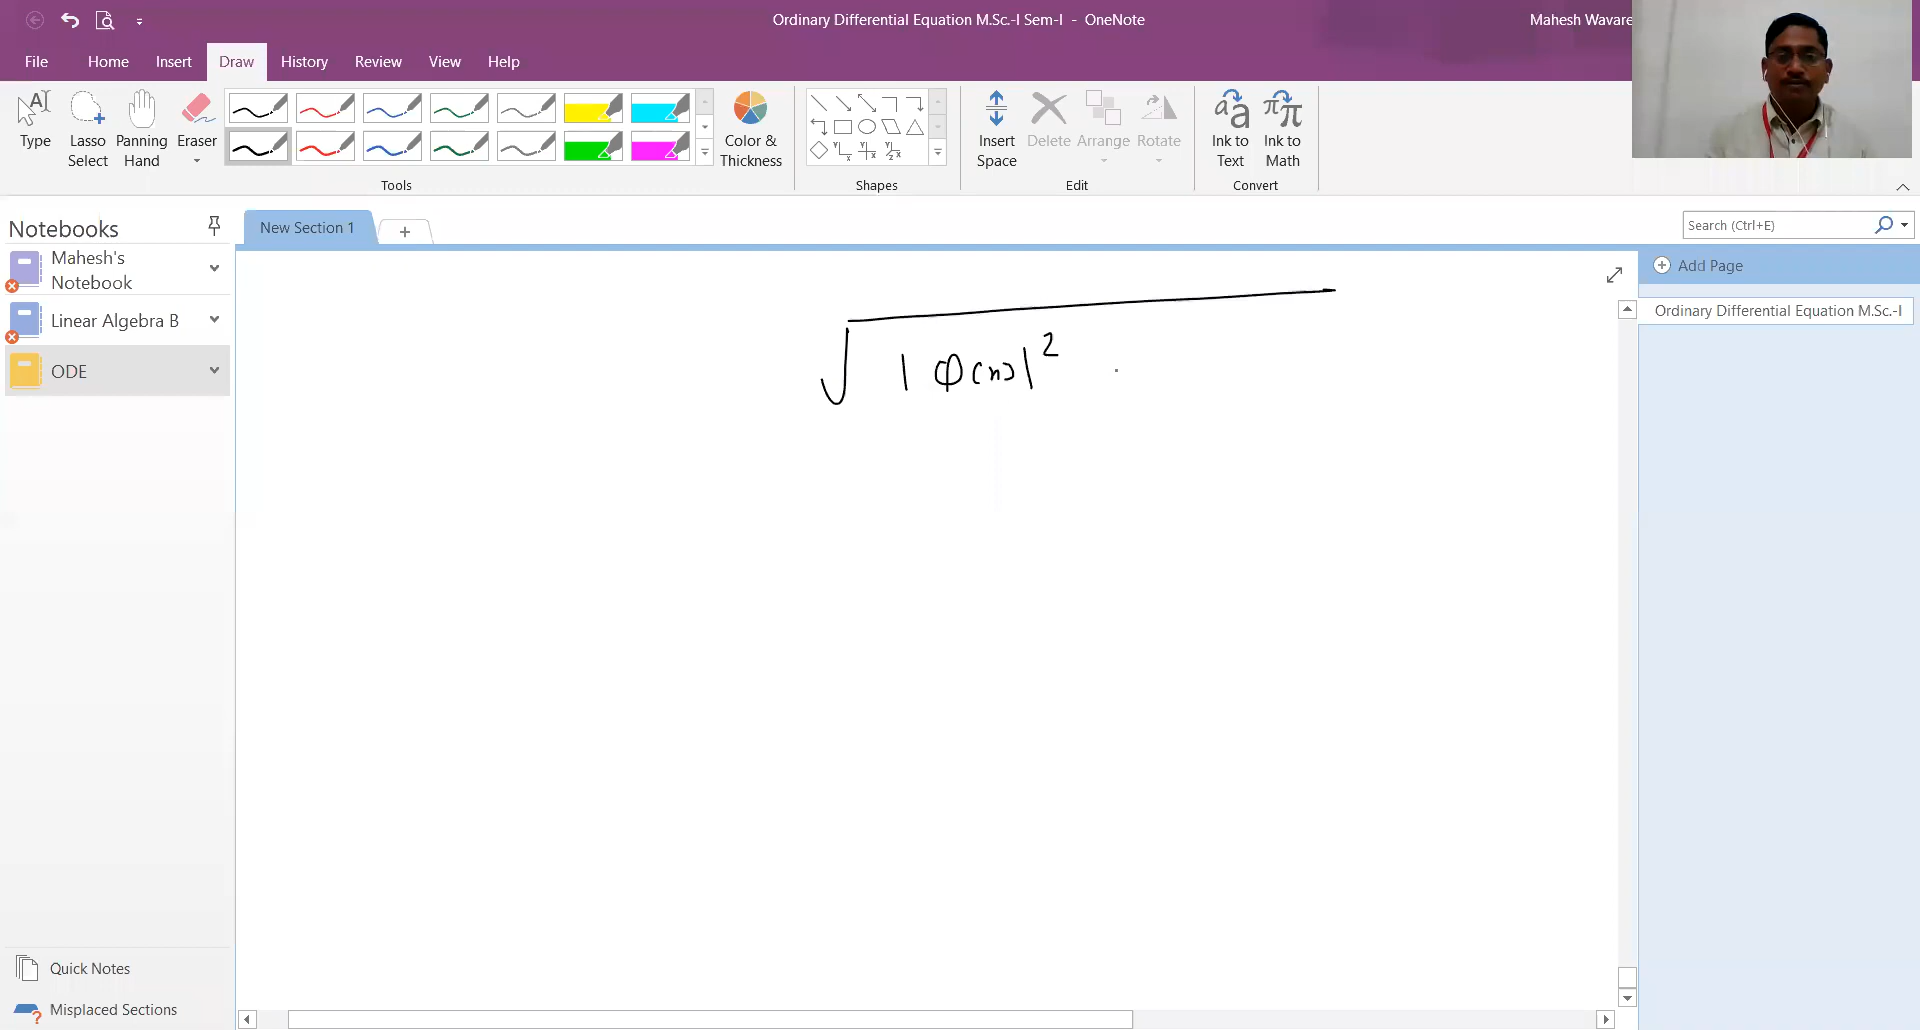 Ordinary Differential Equation M.Sc.-I Sem-I - OneNote
Mahesh Wavare
File Home Insert Draw History Review View Help
Type
Lasso Select
Panning Hand
Eraser
Color & Thickness
Insert Space
Delete
Arrange
Rotate
Ink to Text
Ink to Math
Tools
Shapes
Edit
Convert
Notebooks
New Section 1
+
Search (Ctrl+E)
Mahesh's Notebook
Linear Algebra B
ODE
Add Page
Ordinary Differential Equation M.Sc.-I
√ | Φ(x)|²
Quick Notes
Misplaced Sections